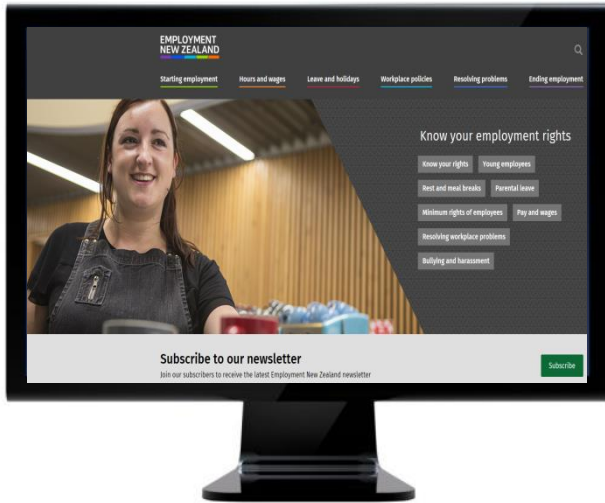 EMPLOYMENT
NEW ZEALAND
Starting employment Hours and wages Leave and holidays Workplace policies Resolving problems Ending employment
Know your employment rights
Know your rights Young employees
Rest and meal breaks Parental leave
Minimum rights of employees Pay and wages
Resolving workplace problems
Bullying and harassment
Subscribe to our newsletter
Join our subscribers to receive the latest Employment New Zealand newsletter
Subscribe